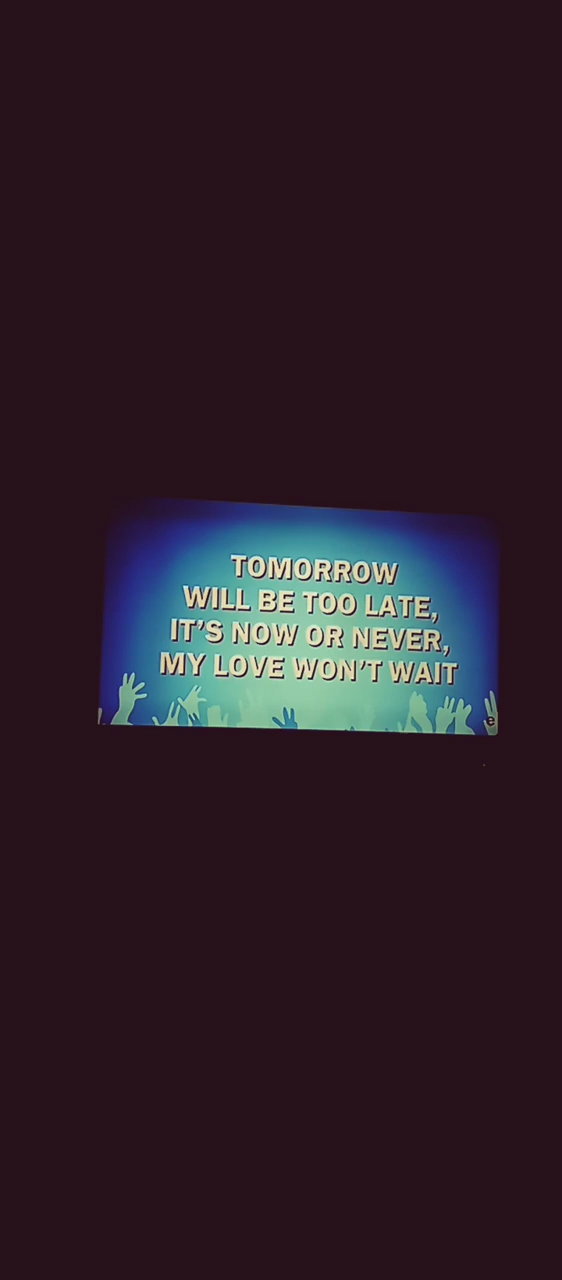 TOMORROW
WILL BE TOO LATE,
IT'S NOW OR NEVER,
MY LOVE WON'T WAIT
e